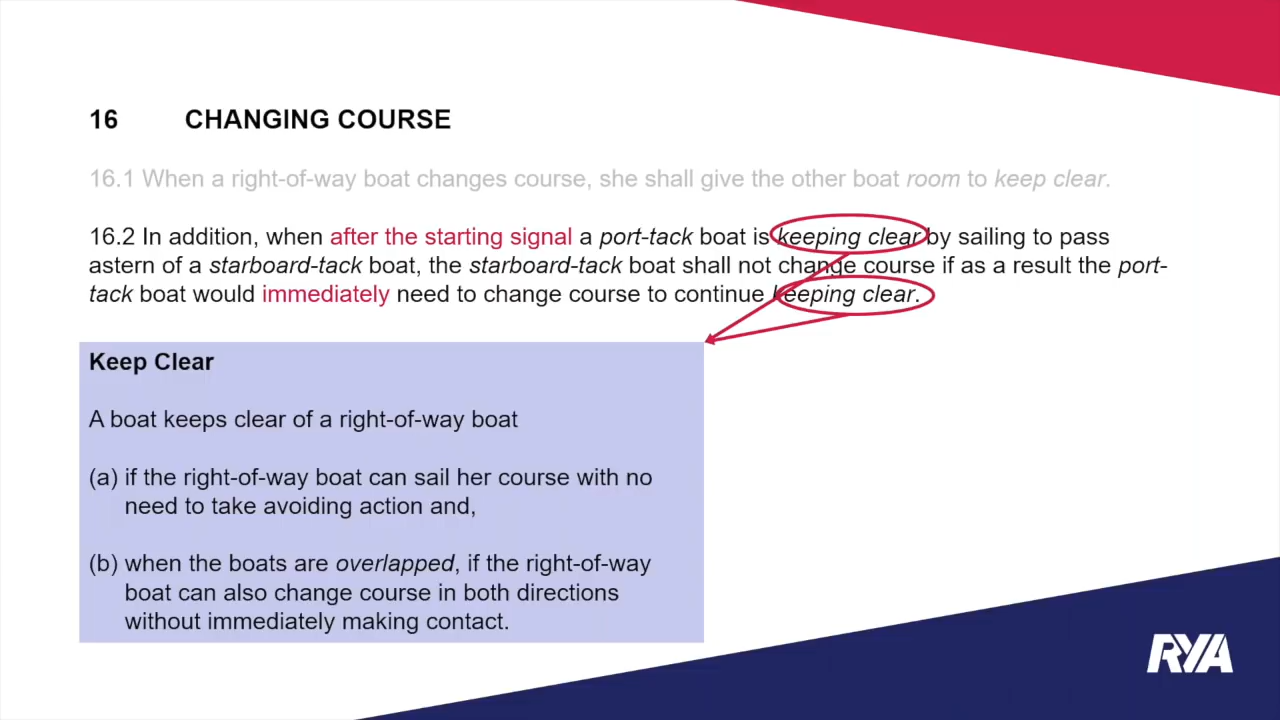 16 CHANGING COURSE
16.1 When a right-of-way boat changes course, she shall give the other boat room to keep clear.
16.2 In addition, when after the starting signal a port-tack boat is keeping clear by sailing to pass
astern of a starboard-tack boat, the starboard-tack boat shall not change course if as a result the port-
tack boat would immediately need to change course to continue keeping clear.
Keep Clear
A boat keeps clear of a right-of-way boat
(a) if the right-of-way boat can sail her course with no
need to take avoiding action and,
(b) when the boats are overlapped, if the right-of-way
boat can also change course in both directions
without immediately making contact.
RYA